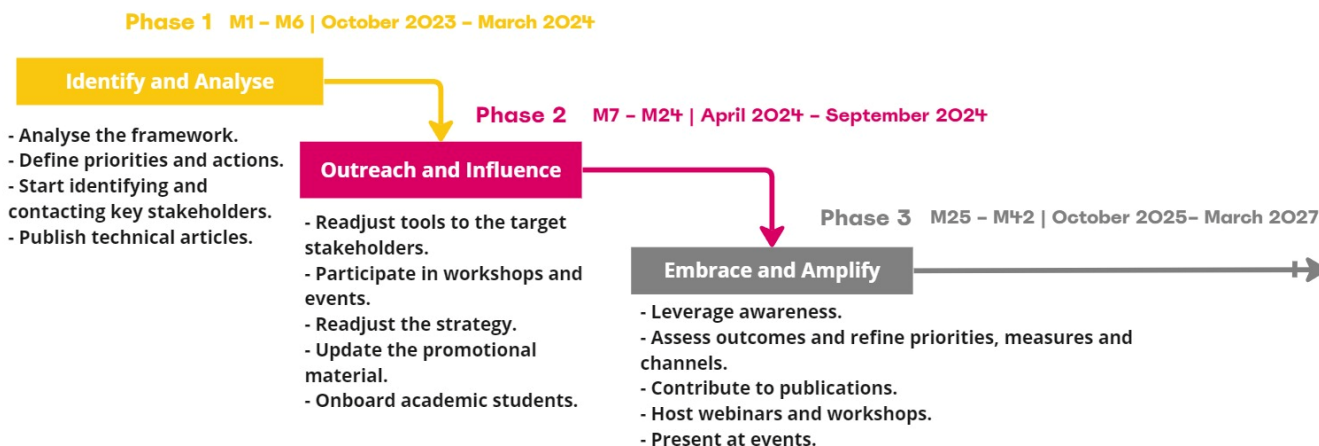 Phase 1 M1 – M6 | October 2023 – March 2024
Identify and Analyse
- Analyse the framework.
- Define priorities and actions.
- Start identifying and
contacting key stakeholders.
- Publish technical articles.
Phase 2 M7 – M24 | April 2024 – September 2024
Outreach and Influence
- Readjust tools to the target
stakeholders.
- Participate in workshops and
events.
- Readjust the strategy.
- Update the promotional
material.
- Onboard academic students.
Phase 3 M25 – M42 | October 2025– March 2027
Embrace and Amplify
- Leverage awareness.
- Assess outcomes and refine priorities, measures and
channels.
- Contribute to publications.
- Host webinars and workshops.
- Present at events.